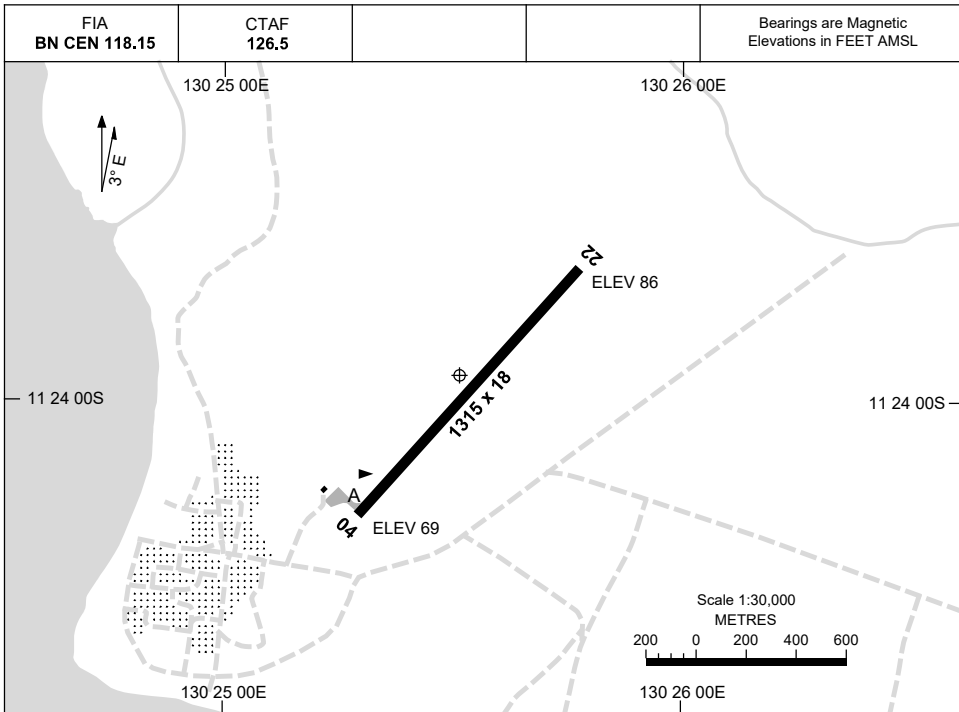 FIA
BN CEN 118.15
CTAF
126.5
Bearings are Magnetic
Elevations in FEET AMSL
130 25 00E
130 26 00E
3° E
22
ELEV 86
1315 x 18
11 24 00S
11 24 00S
A
04
ELEV 69
Scale 1:30,000
METRES
200 0 200 400 600
130 25 00E
130 26 00E